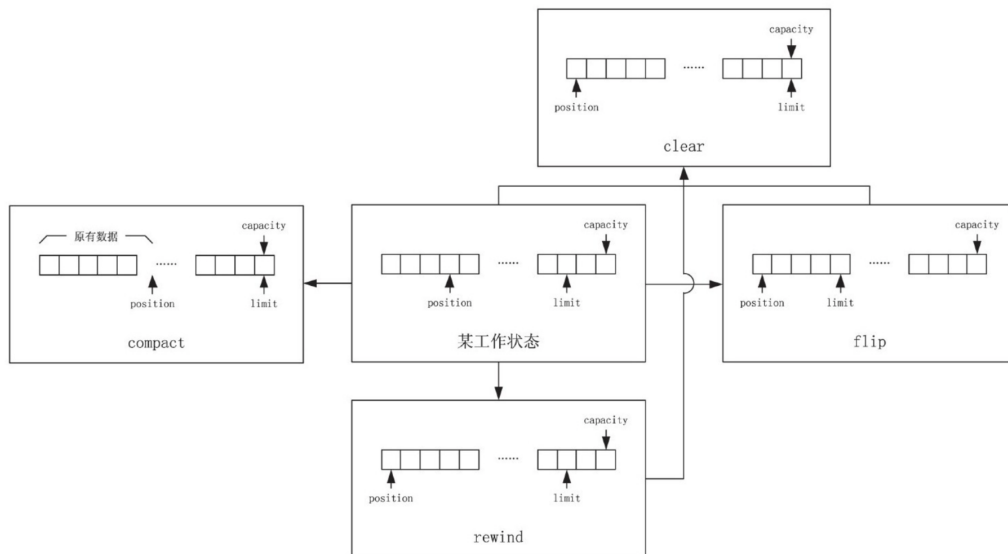 capacity
……
position
limit
clear
原有数据
capacity
……
position
limit
compact
capacity
……
position
limit
某工作状态
capacity
……
position
limit
flip
capacity
……
position
limit
rewind